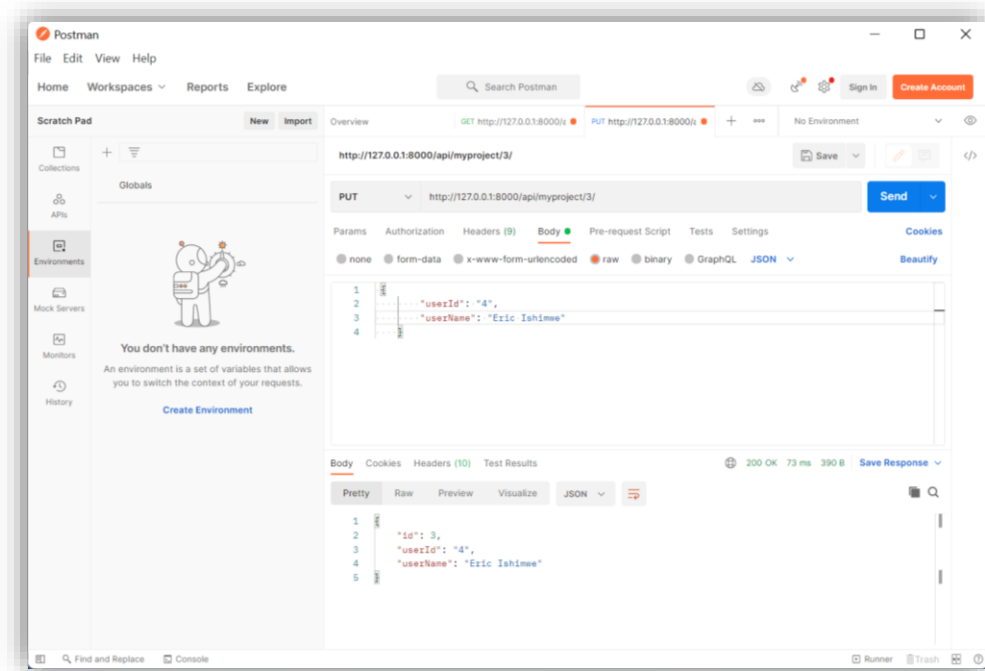 Postman
File Edit View Help
Home Workspaces Reports Explore
Search Postman
Sign In
Create Account
Scratch Pad
New
Import
Overview
GET http://127.0.0.1:8000/a
PUT http://127.0.0.1:8000/a
No Environment
Collections
APIs
Environments
Mock Servers
Monitors
History
Globals
You don't have any environments.
An environment is a set of variables that allows
you to switch the context of your requests.
Create Environment
http://127.0.0.1:8000/api/myproject/3/
Save
PUT http://127.0.0.1:8000/api/myproject/3/
Send
Params Authorization Headers (9) Body Pre-request Script Tests Settings Cookies
none form-data x-www-form-urlencoded raw binary GraphQL JSON Beautify
1 {
2 "userId": "4",
3 "userName": "Eric Ishimwe"
4 }
Body Cookies Headers (10) Test Results 200 OK 73 ms 390 B Save Response
Pretty Raw Preview Visualize JSON
1 {
2 "id": 3,
3 "userId": "4",
4 "userName": "Eric Ishimwe"
5 }
Find and Replace Console Runner Trash